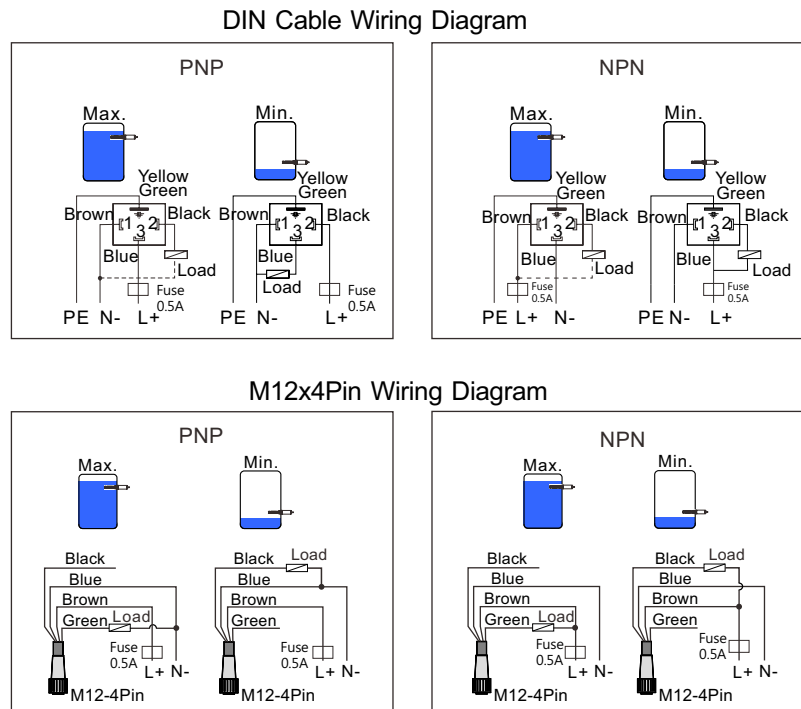 DIN Cable Wiring Diagram
PNP
Max.
Min.
Yellow
Green
Yellow
Green
Brown
1 3 2
Black
Brown
1 3 2
Black
Blue
Load
Blue
Load
Fuse
0.5A
Fuse
0.5A
PE N- L+
PE N- L+
NPN
Max.
Min.
Yellow
Green
Yellow
Green
Brown
1 3 2
Black
Brown
1 3 2
Black
Blue
Load
Blue
Load
Fuse
0.5A
Fuse
0.5A
PE L+ N-
PE N- L+
M12x4Pin Wiring Diagram
PNP
Max.
Min.
Black
Blue
Brown
Green
Load
Fuse
0.5A
L+ N-
M12-4Pin
Black
Load
Blue
Brown
Green
Fuse
0.5A
L+ N-
M12-4Pin
NPN
Max.
Min.
Black
Blue
Brown
Green
Load
Fuse
0.5A
L+ N-
M12-4Pin
Black
Load
Blue
Brown
Green
Fuse
0.5A
L+ N-
M12-4Pin